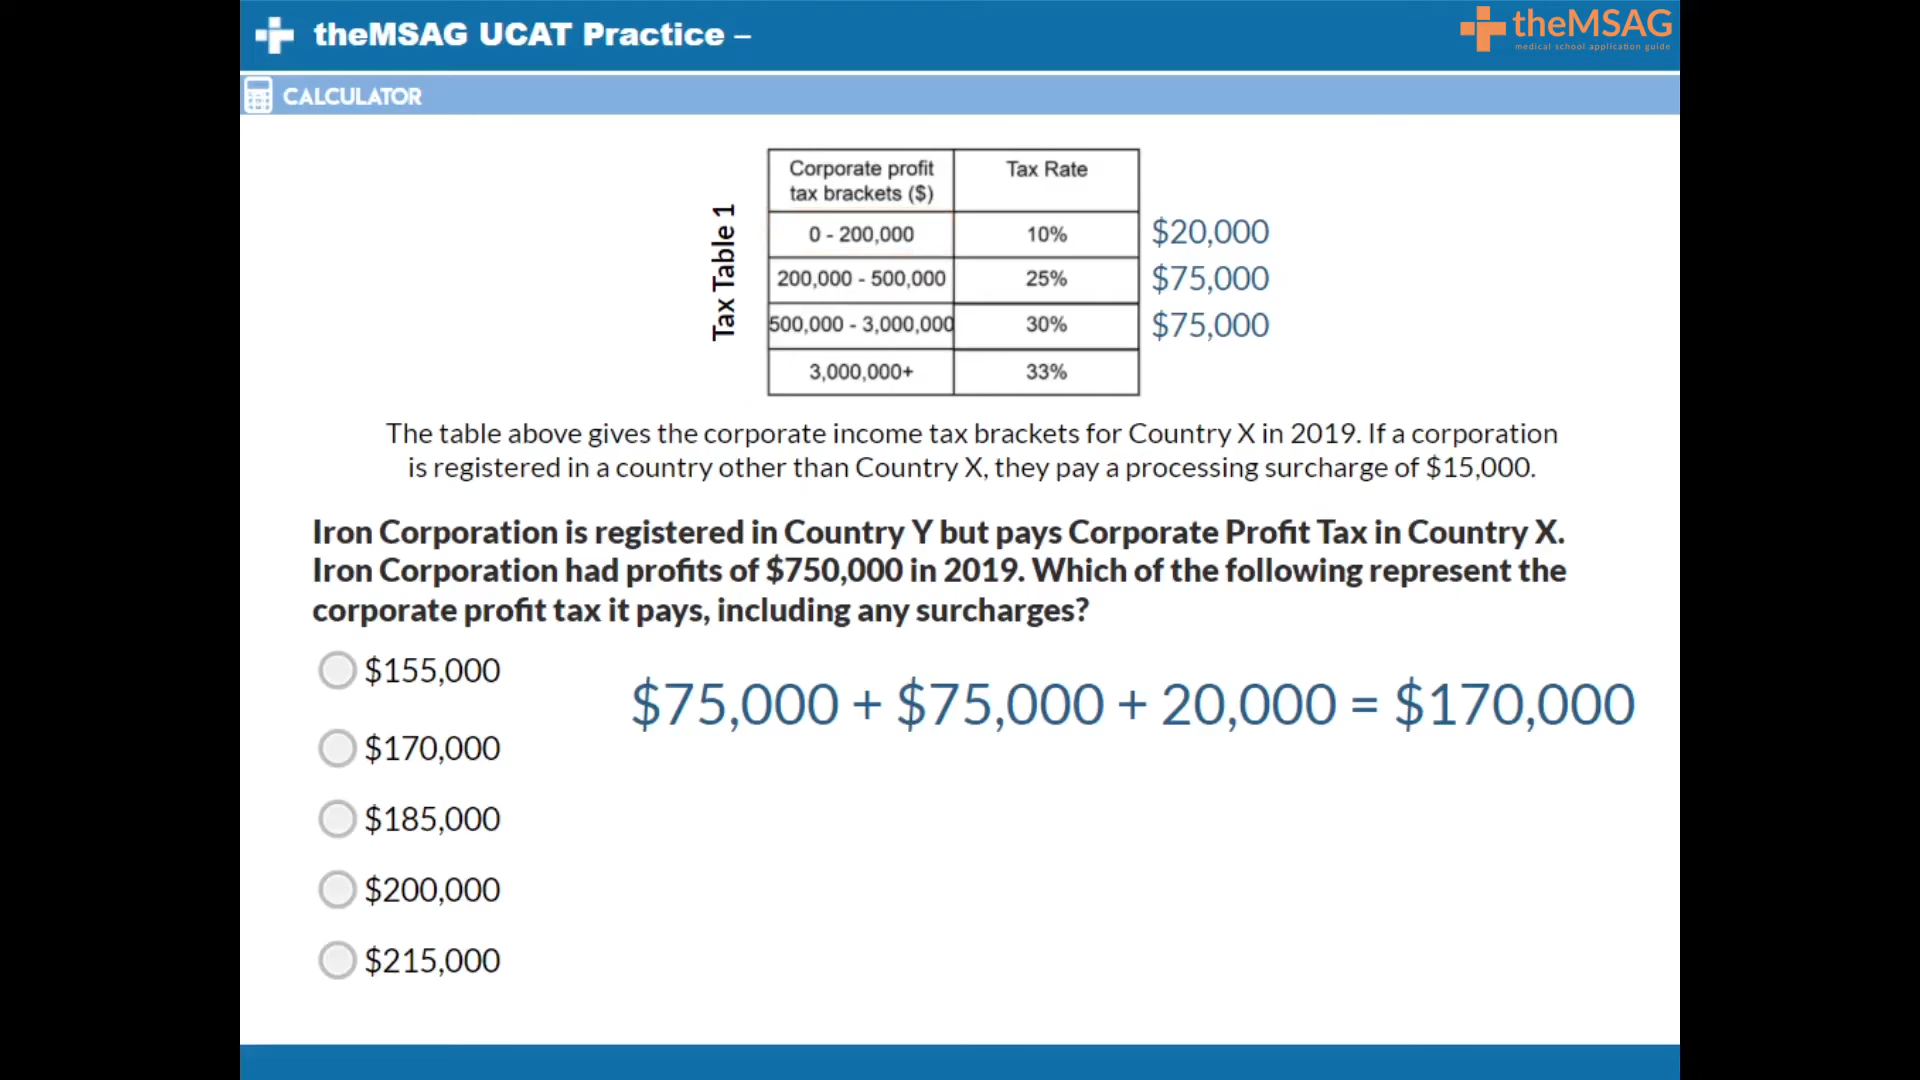 theMSAG UCAT Practice –
theMSAG
medical school application guide
CALCULATOR
Tax Table 1
Corporate profit
tax brackets ($)
Tax Rate
0 - 200,000 10% $20,000
200,000 - 500,000 25% $75,000
500,000 - 3,000,000 30% $75,000
3,000,000+ 33%
The table above gives the corporate income tax brackets for Country X in 2019. If a corporation
is registered in a country other than Country X, they pay a processing surcharge of $15,000.
Iron Corporation is registered in Country Y but pays Corporate Profit Tax in Country X.
Iron Corporation had profits of $750,000 in 2019. Which of the following represent the
corporate profit tax it pays, including any surcharges?
$155,000
$75,000 + $75,000 + 20,000 = $170,000
$170,000
$185,000
$200,000
$215,000